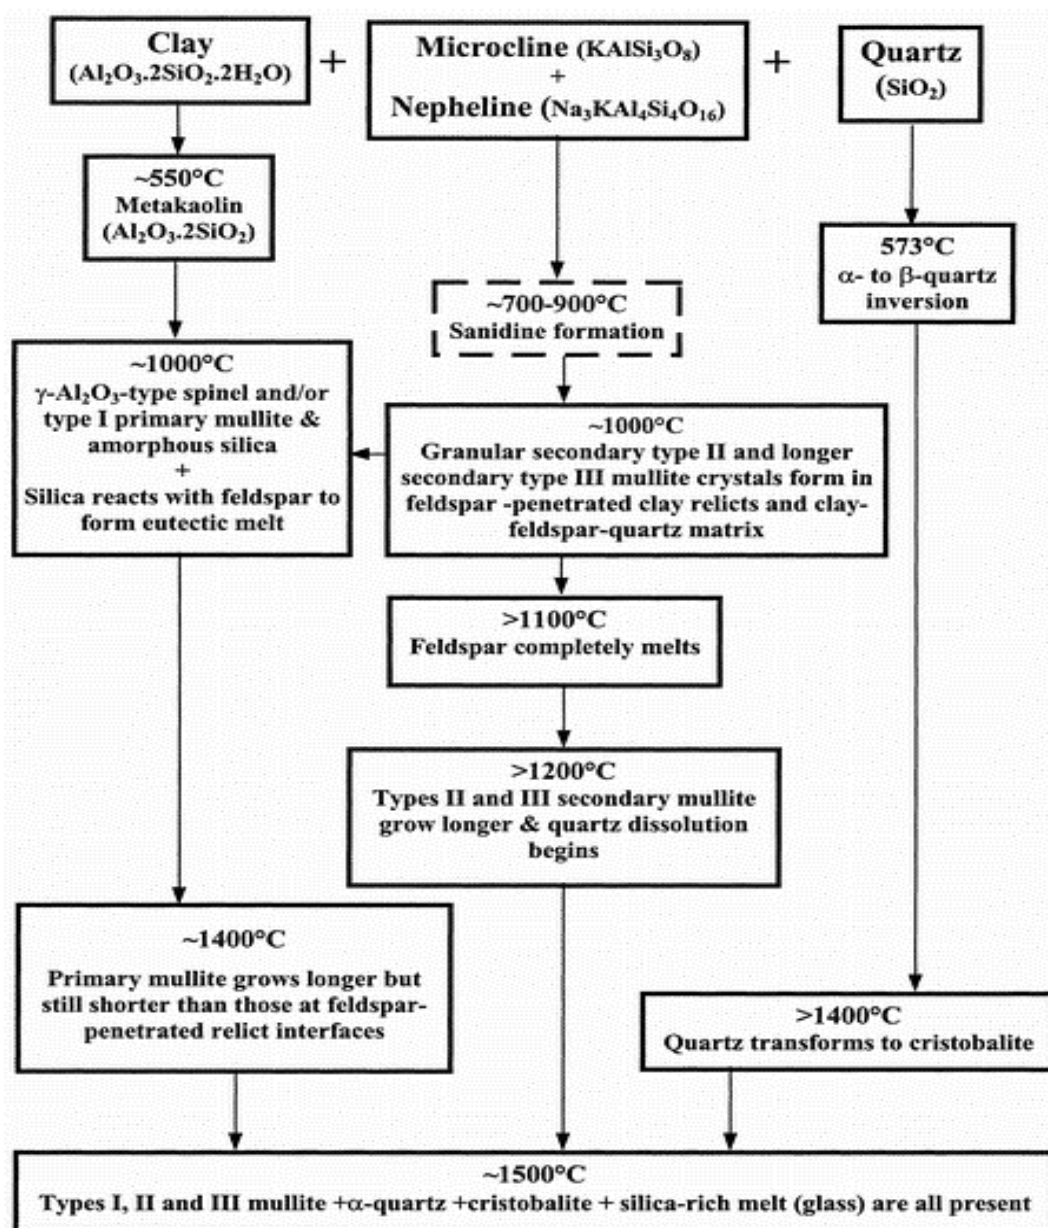 Clay
(Al₂O₃.2SiO₂.2H₂O)
+
Microcline (KAlSi₃O₈)
+
Nepheline (Na₃KAl₄Si₄O₁₆)
+
Quartz
(SiO₂)
~550°C
Metakaolin
(Al₂O₃.2SiO₂)
573°C
α- to β-quartz
inversion
~700-900°C
Sanidine formation
~1000°C
γ-Al₂O₃-type spinel and/or
type I primary mullite &
amorphous silica
+
Silica reacts with feldspar to
form eutectic melt
~1000°C
Granular secondary type II and longer
secondary type III mullite crystals form in
feldspar -penetrated clay relicts and clay-
feldspar-quartz matrix
>1100°C
Feldspar completely melts
>1200°C
Types II and III secondary mullite
grow longer & quartz dissolution
begins
~1400°C
Primary mullite grows longer but
still shorter than those at feldspar-
penetrated relict interfaces
>1400°C
Quartz transforms to cristobalite
~1500°C
Types I, II and III mullite +α-quartz +cristobalite + silica-rich melt (glass) are all present